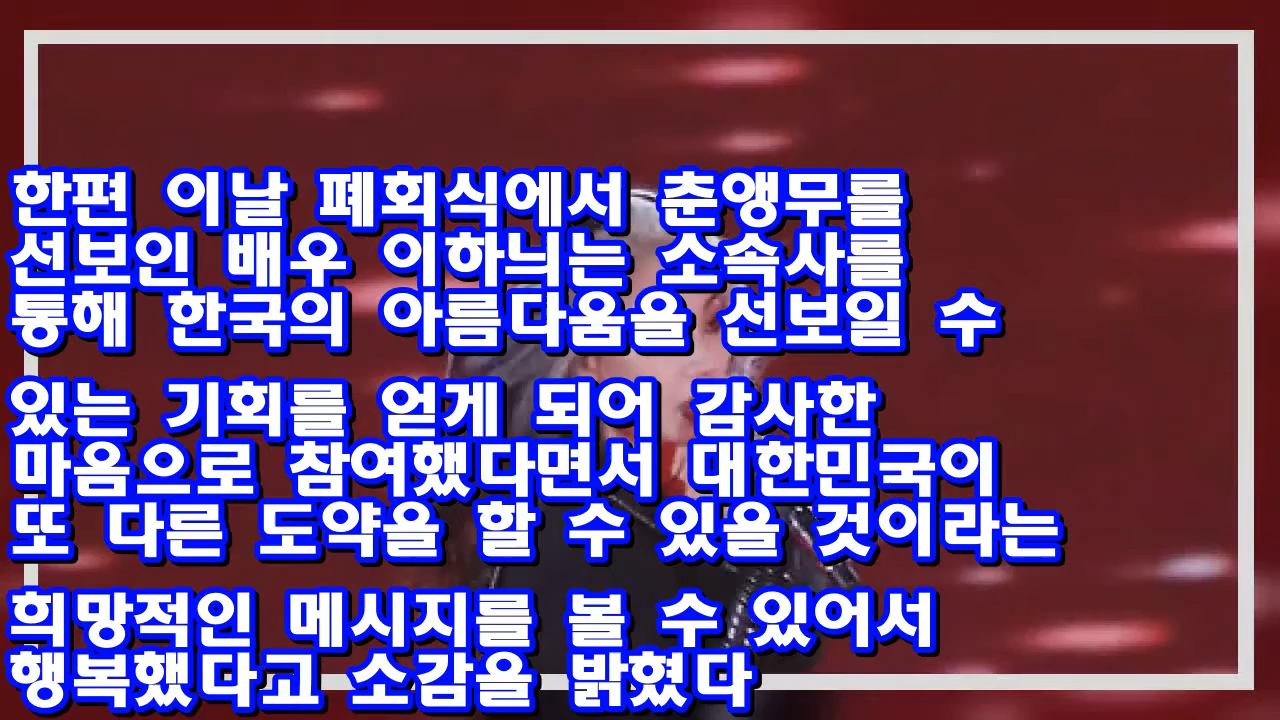 한편 이날 폐회식에서 춘앵무를
선보인 배우 이하늬는 소속사를
통해 한국의 아름다움을 선보일 수
있는 기회를 얻게 되어 감사한
마음으로 참여했다면서 대한민국이
또 다른 도약을 할 수 있을 것이라는
희망적인 메시지를 볼 수 있어서
행복했다고 소감을 밝혔다